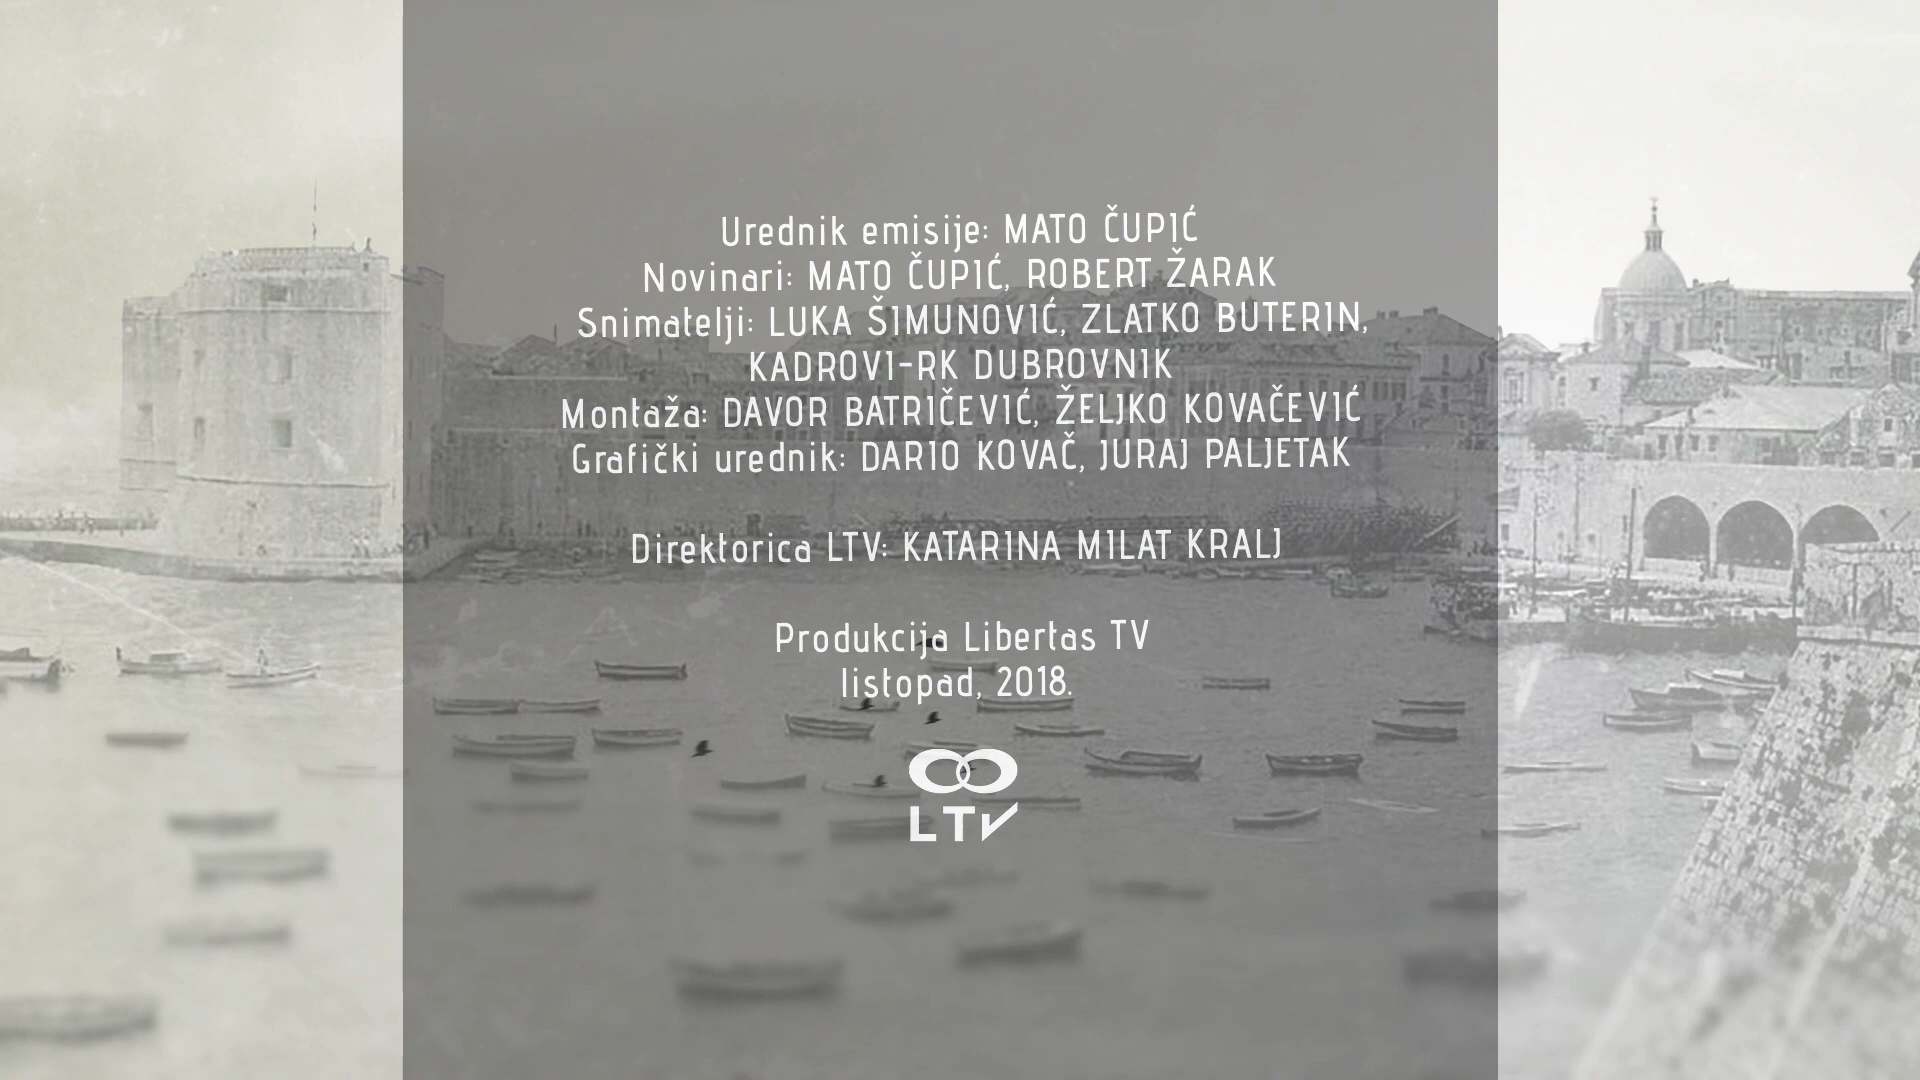 Urednik emisije: MATO ČUPIĆ
Novinari: MATO ČUPIĆ, ROBERT ŽARAK
Snimatelji: LUKA ŠIMUNOVIĆ, ZLATKO BUTERIN,
KADROVI-RK DUBROVNIK
Montaža: DAVOR BATRIČEVIĆ, ŽELJKO KOVAČEVIĆ
Grafički urednik: DARIO KOVAČ, JURAJ PALJETAK
Direktorica LTV: KATARINA MILAT KRALJ
Produkcija Libertas TV
listopad, 2018.
LTV